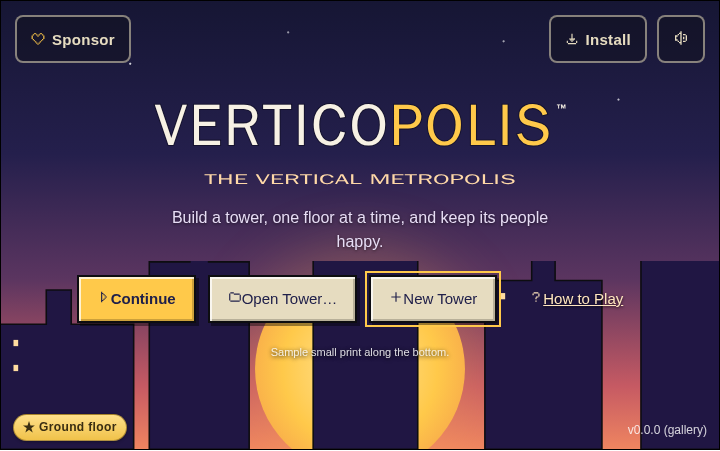 Sponsor
Install
VERTICOPOLIS™
THE VERTICAL METROPOLIS
Build a tower, one floor at a time, and keep its people
happy.
Continue
Open Tower…
New Tower
? How to Play
Sample small print along the bottom.
★ Ground floor
v0.0.0 (gallery)